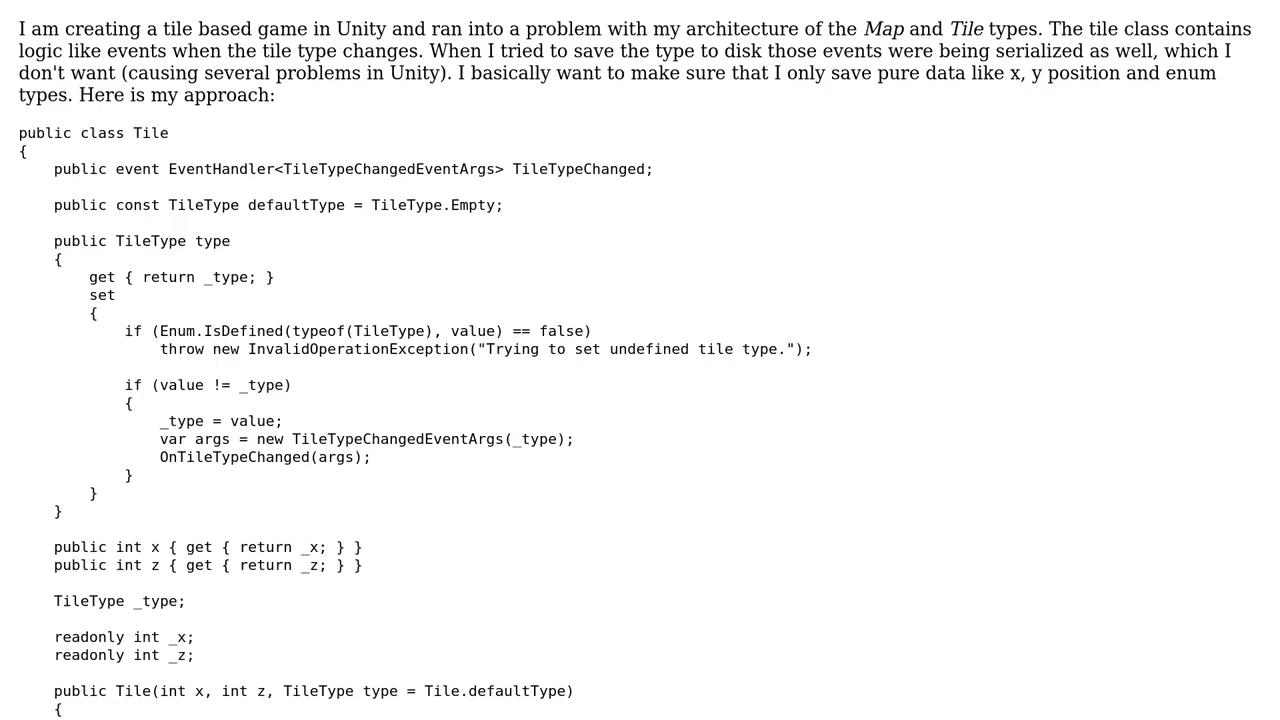 I am creating a tile based game in Unity and ran into a problem with my architecture of the Map and Tile types. The tile class contains
logic like events when the tile type changes. When I tried to save the type to disk those events were being serialized as well, which I
don't want (causing several problems in Unity). I basically want to make sure that I only save pure data like x, y position and enum
types. Here is my approach:
public class Tile
{
    public event EventHandler<TileTypeChangedEventArgs> TileTypeChanged;
    public const TileType defaultType = TileType.Empty;
    public TileType type
    {
        get { return _type; }
        set
        {
            if (Enum.IsDefined(typeof(TileType), value) == false)
                throw new InvalidOperationException("Trying to set undefined tile type.");
            if (value != _type)
            {
                _type = value;
                var args = new TileTypeChangedEventArgs(_type);
                OnTileTypeChanged(args);
            }
        }
    }
    public int x { get { return _x; } }
    public int z { get { return _z; } }
    TileType _type;
    readonly int _x;
    readonly int _z;
    public Tile(int x, int z, TileType type = Tile.defaultType)
    {